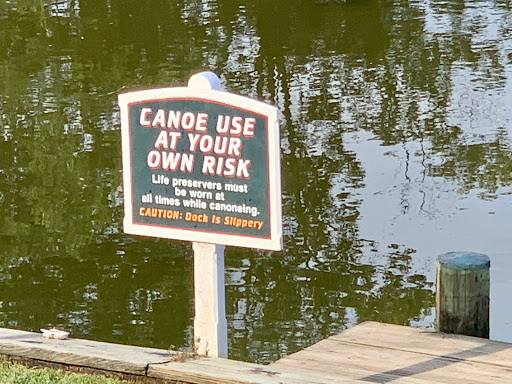 CANOE USE
AT YOUR
OWN RISK
Life preservers must
be worn at
all times while canoneing.
CAUTION: Dock Is Slippery